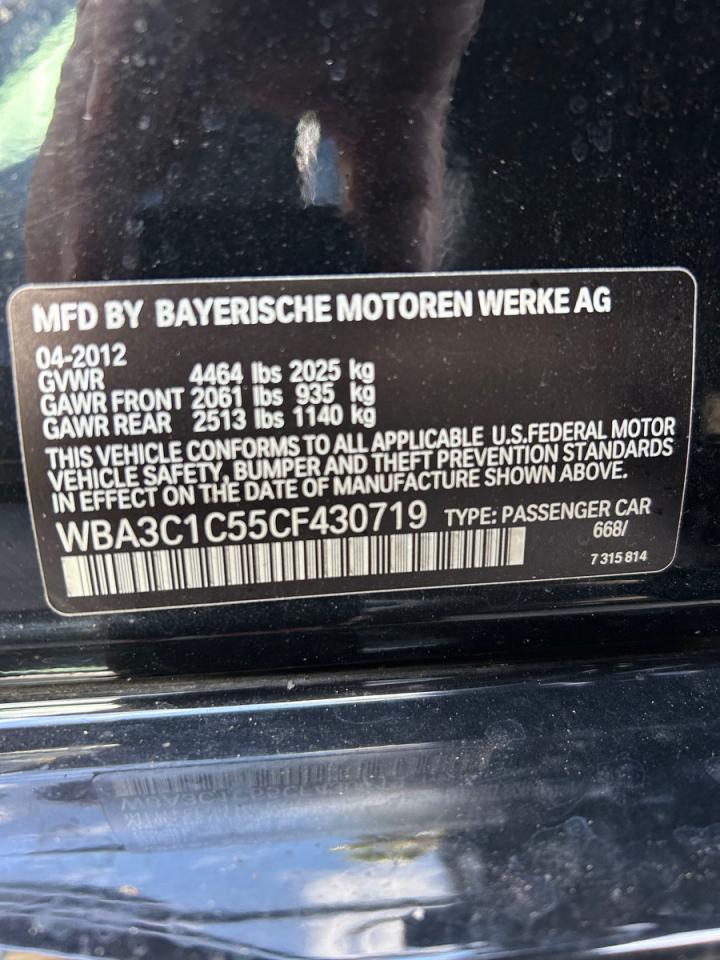 MFD BY BAYERISCHE MOTOREN WERKE AG
04-2012
GVWR 4464 lbs 2025 kg
GAWR FRONT 2061 lbs 935 kg
GAWR REAR 2513 lbs 1140 kg
THIS VEHICLE CONFORMS TO ALL APPLICABLE U.S.FEDERAL MOTOR
VEHICLE SAFETY, BUMPER AND THEFT PREVENTION STANDARDS
IN EFFECT ON THE DATE OF MANUFACTURE SHOWN ABOVE.
WBA3C1C55CF430719 TYPE: PASSENGER CAR
668/
7 315 814